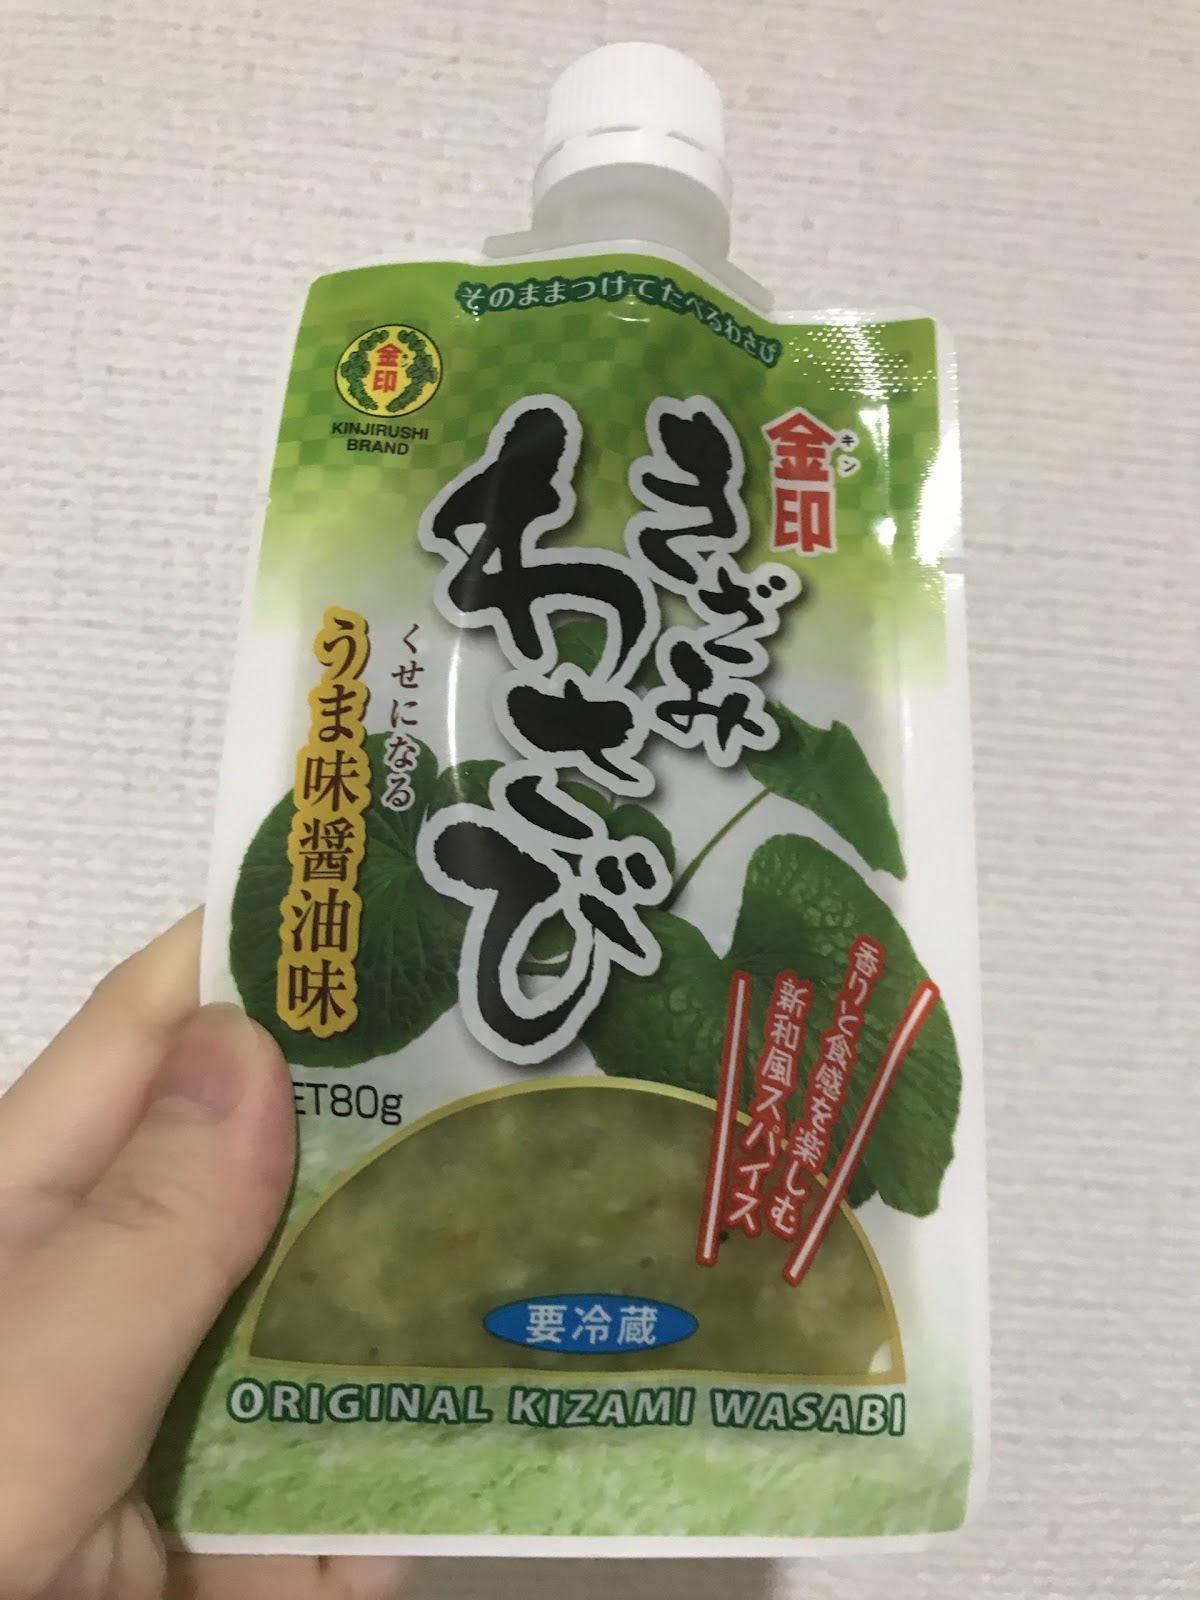 そのままつけてたべるわさび
金印
キン
KINJIRUSHI
BRAND
金印
キン
きざみ
わさび
くせになる
うま味醤油味
香りと食感を楽しむ
新和風スパイス
ET80g
要冷蔵
ORIGINAL KIZAMI WASABI